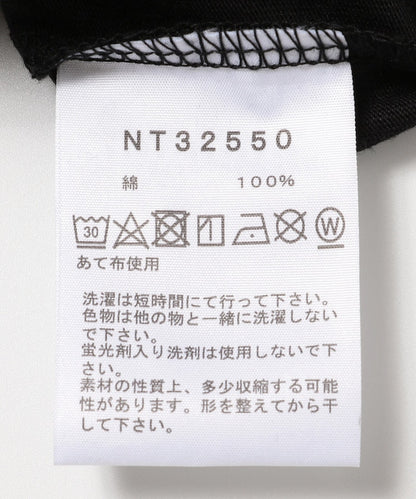 NT32550
綿 100%
30 W
あて布使用
洗濯は短時間にて行って下さい。
色物は他の物と一緒に洗濯しない
で下さい。
蛍光剤入り洗剤は使用しないで下
さい。
素材の性質上、多少収縮する可能
性があります。形を整えてから干
して下さい。